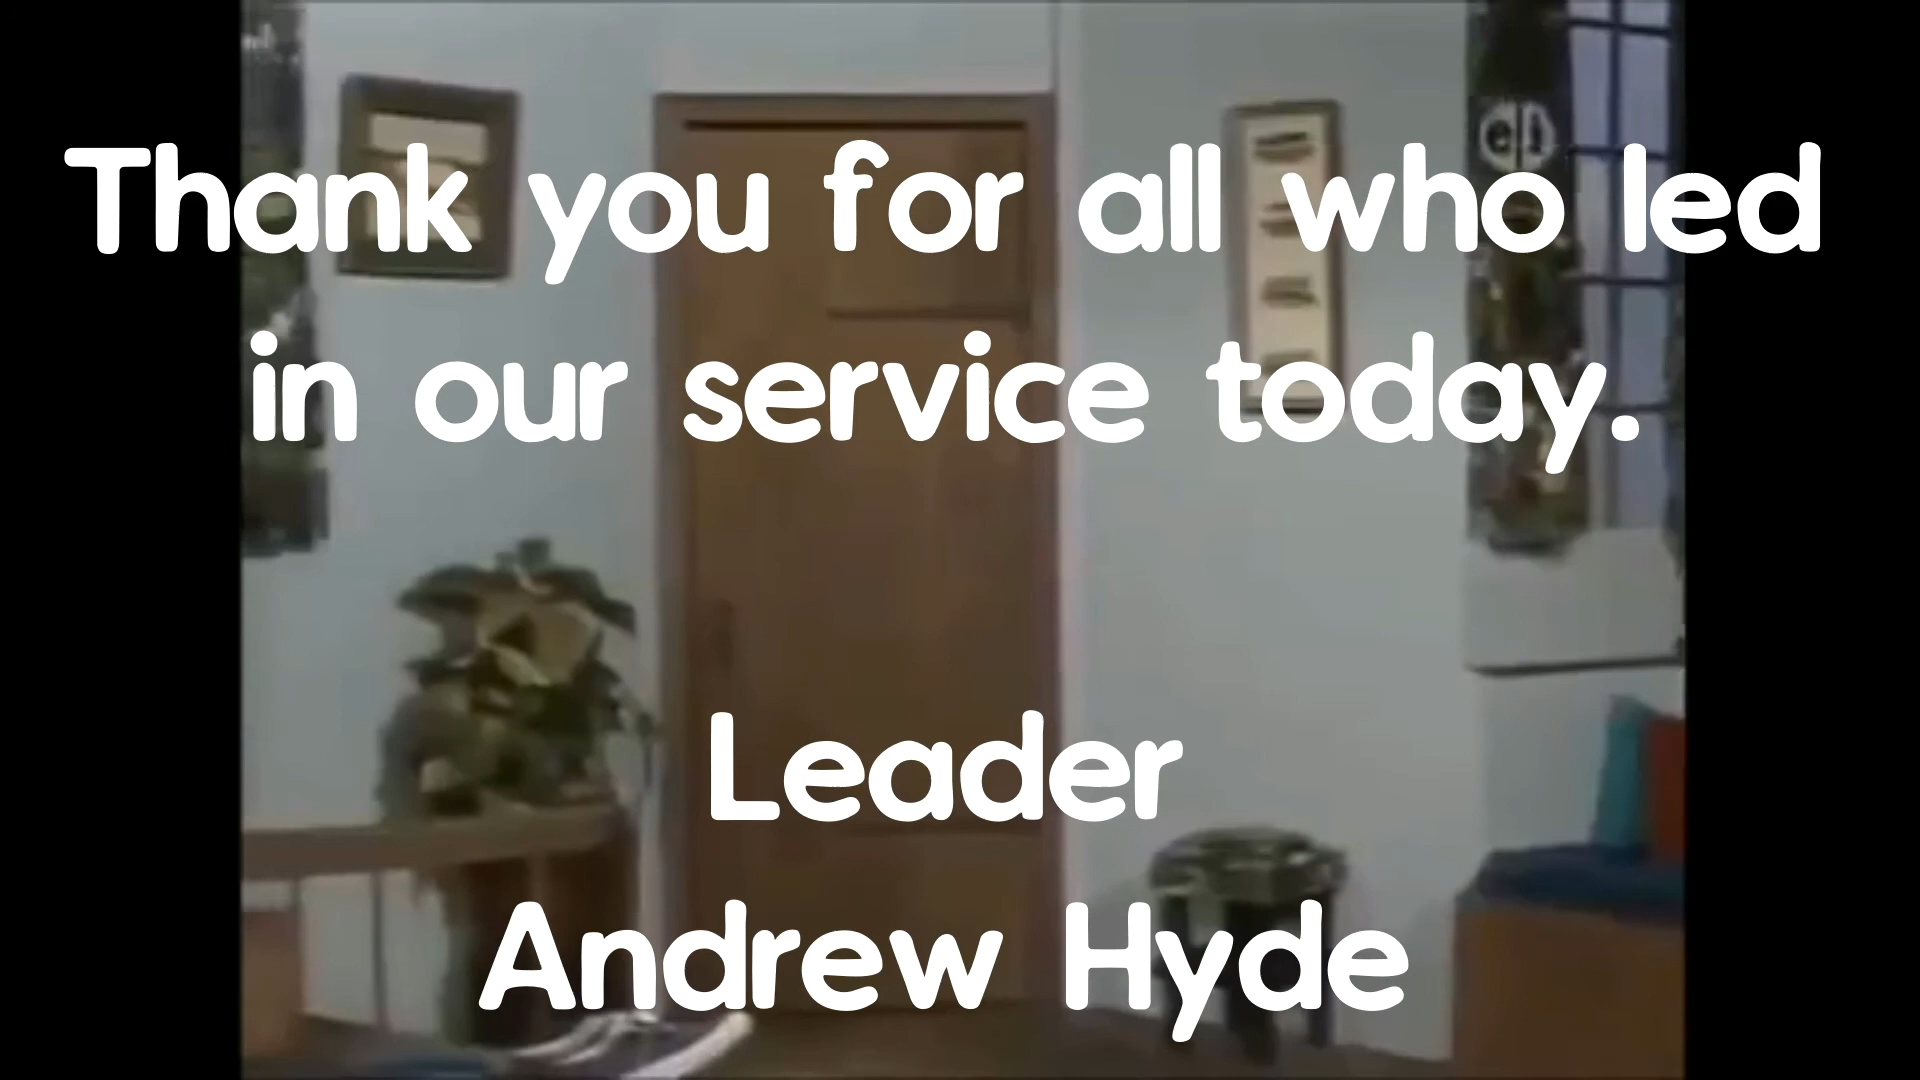 Thank you for all who led
in our service today.
Leader
Andrew Hyde
e i